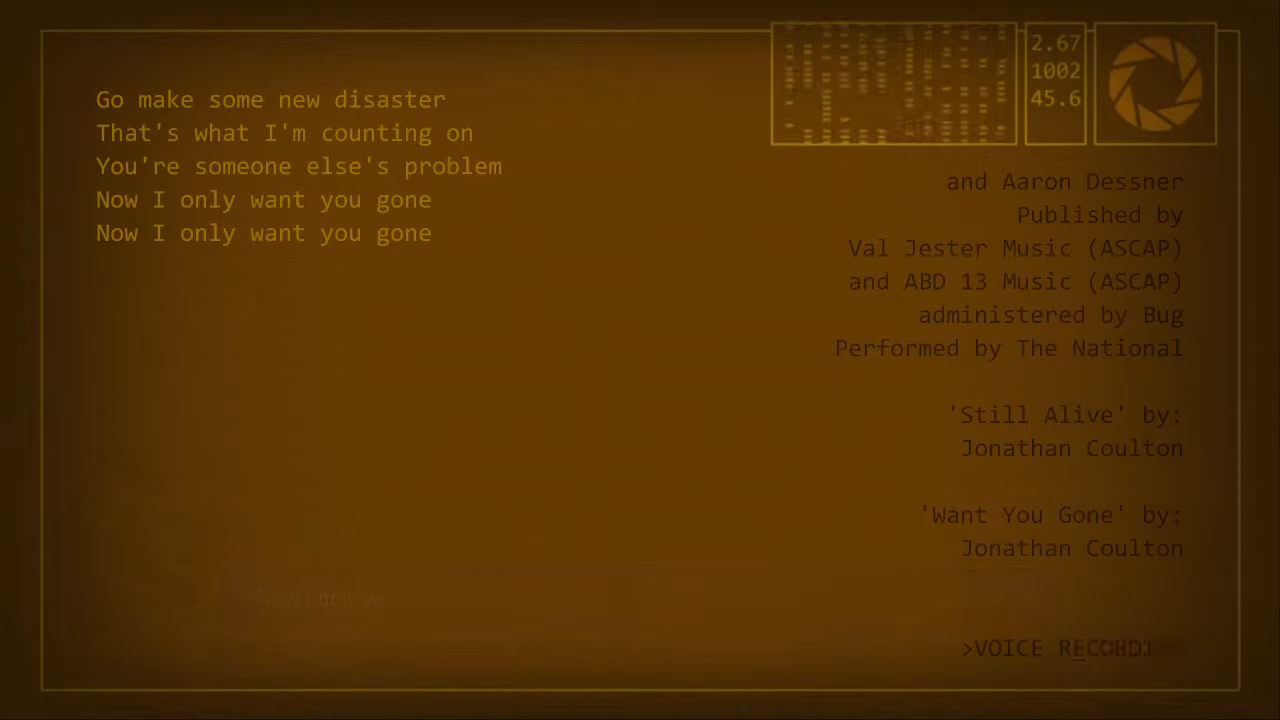 Go make some new disaster
That's what I'm counting on
You're someone else's problem
Now I only want you gone
Now I only want you gone
2.67
1002
45.6
and Aaron Dessner
Published by
Val Jester Music (ASCAP)
and ABD 13 Music (ASCAP)
administered by Bug
Performed by The National
'Still Alive' by:
Jonathan Coulton
'Want You Gone' by:
Jonathan Coulton
Now I only
>VOICE